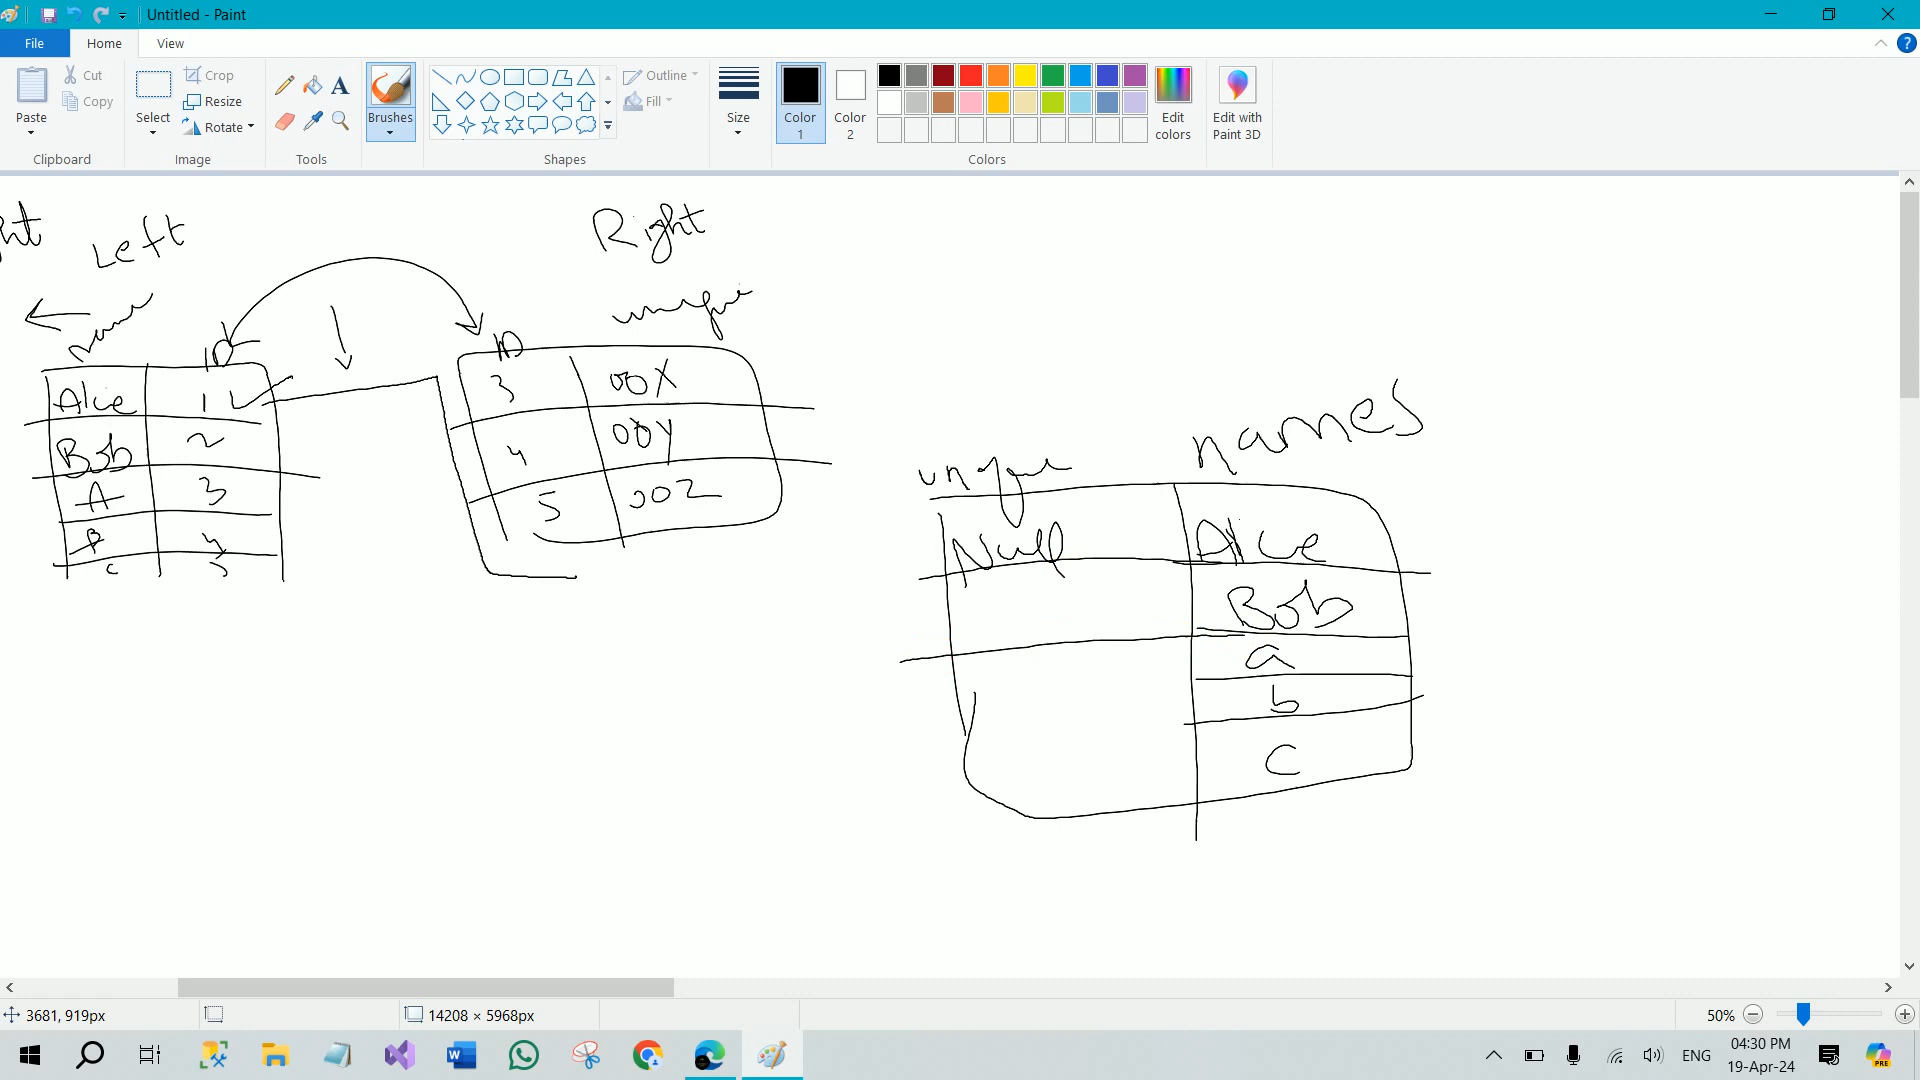 Untitled - Paint
File
Home
View
Paste
Cut
Copy
Clipboard
Select
Crop
Resize
Rotate
Image
Tools
Brushes
Outline
Fill
Shapes
Size
Color 1
Color 2
Edit colors
Edit with Paint 3D
Colors
ht
Left
Right
ID
Alice 1
Bob 2
A 3
B 4
c 5
unique
ID
3 00X
4 00Y
5 00Z
unique names
Null Alice
Bob
a
b
c
3681, 919px
14208 × 5968px
50%
ENG
04:30 PM
19-Apr-24
PRE